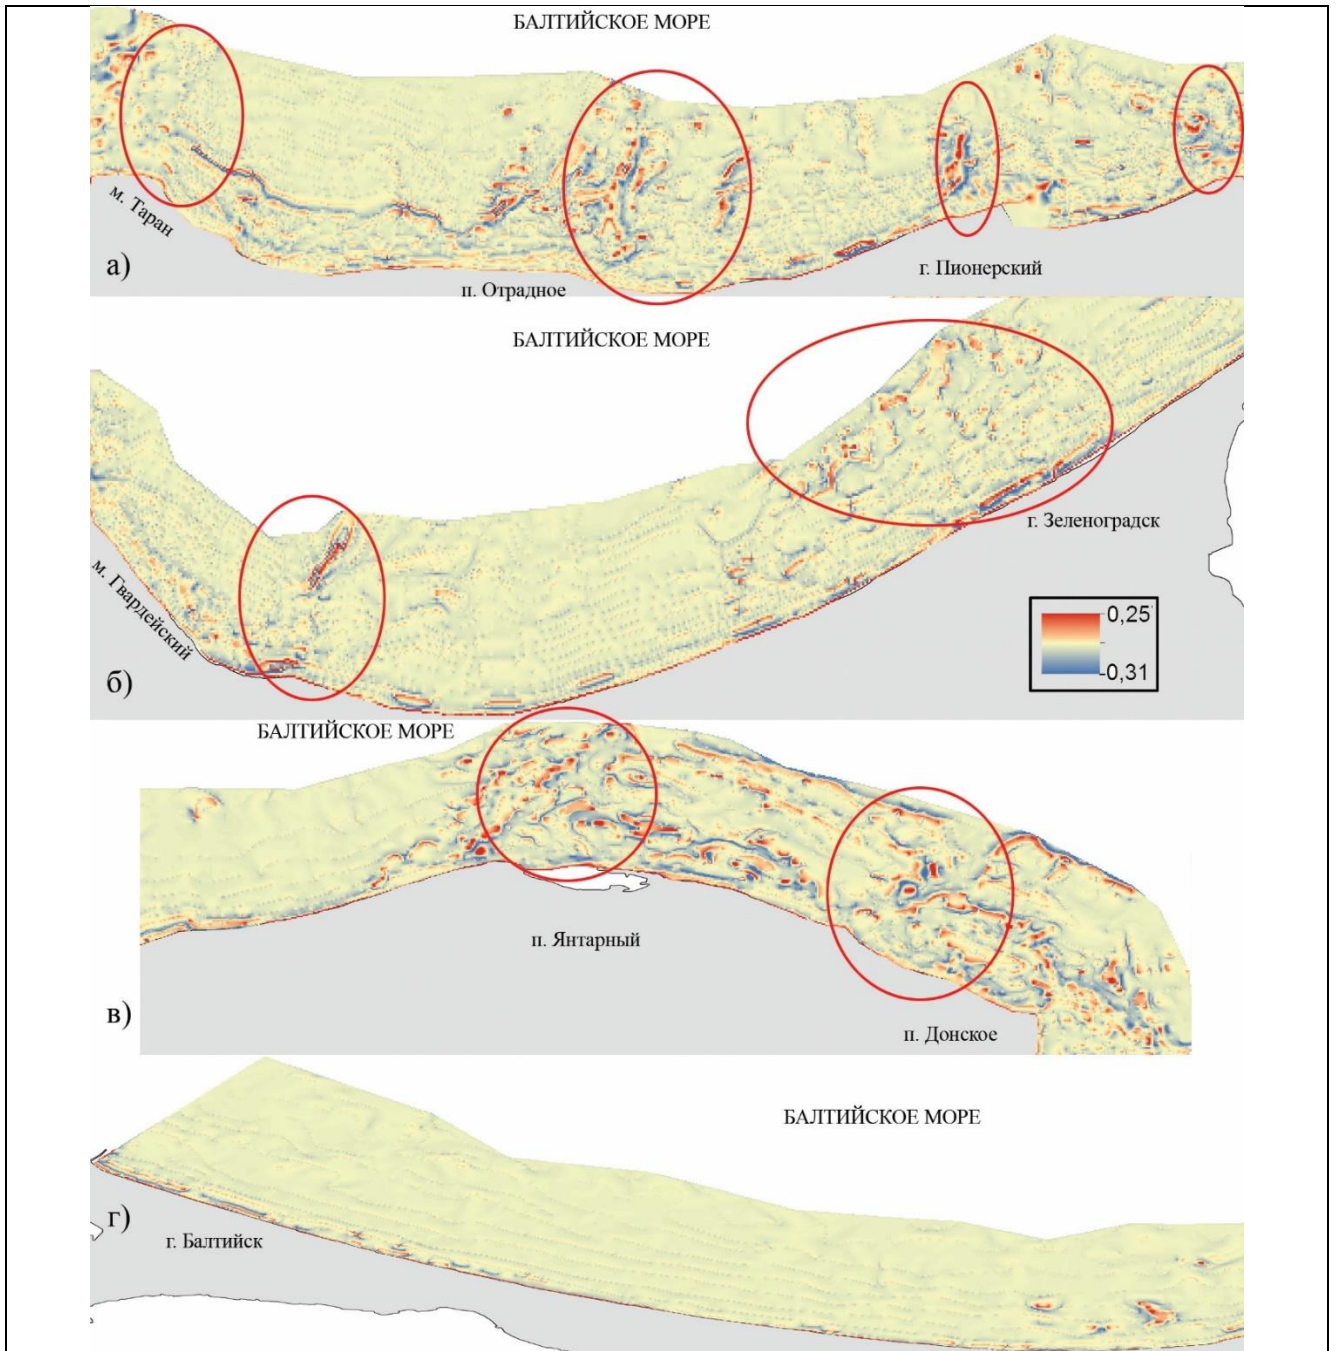 БАЛТИЙСКОЕ МОРЕ
м. Таран
а)
п. Отрадное
г. Пионерский
БАЛТИЙСКОЕ МОРЕ
м. Гвардейский
г. Зеленоградск
0,25
-0,31
б)
БАЛТИЙСКОЕ МОРЕ
п. Янтарный
в)
п. Донское
БАЛТИЙСКОЕ МОРЕ
г)
г. Балтийск